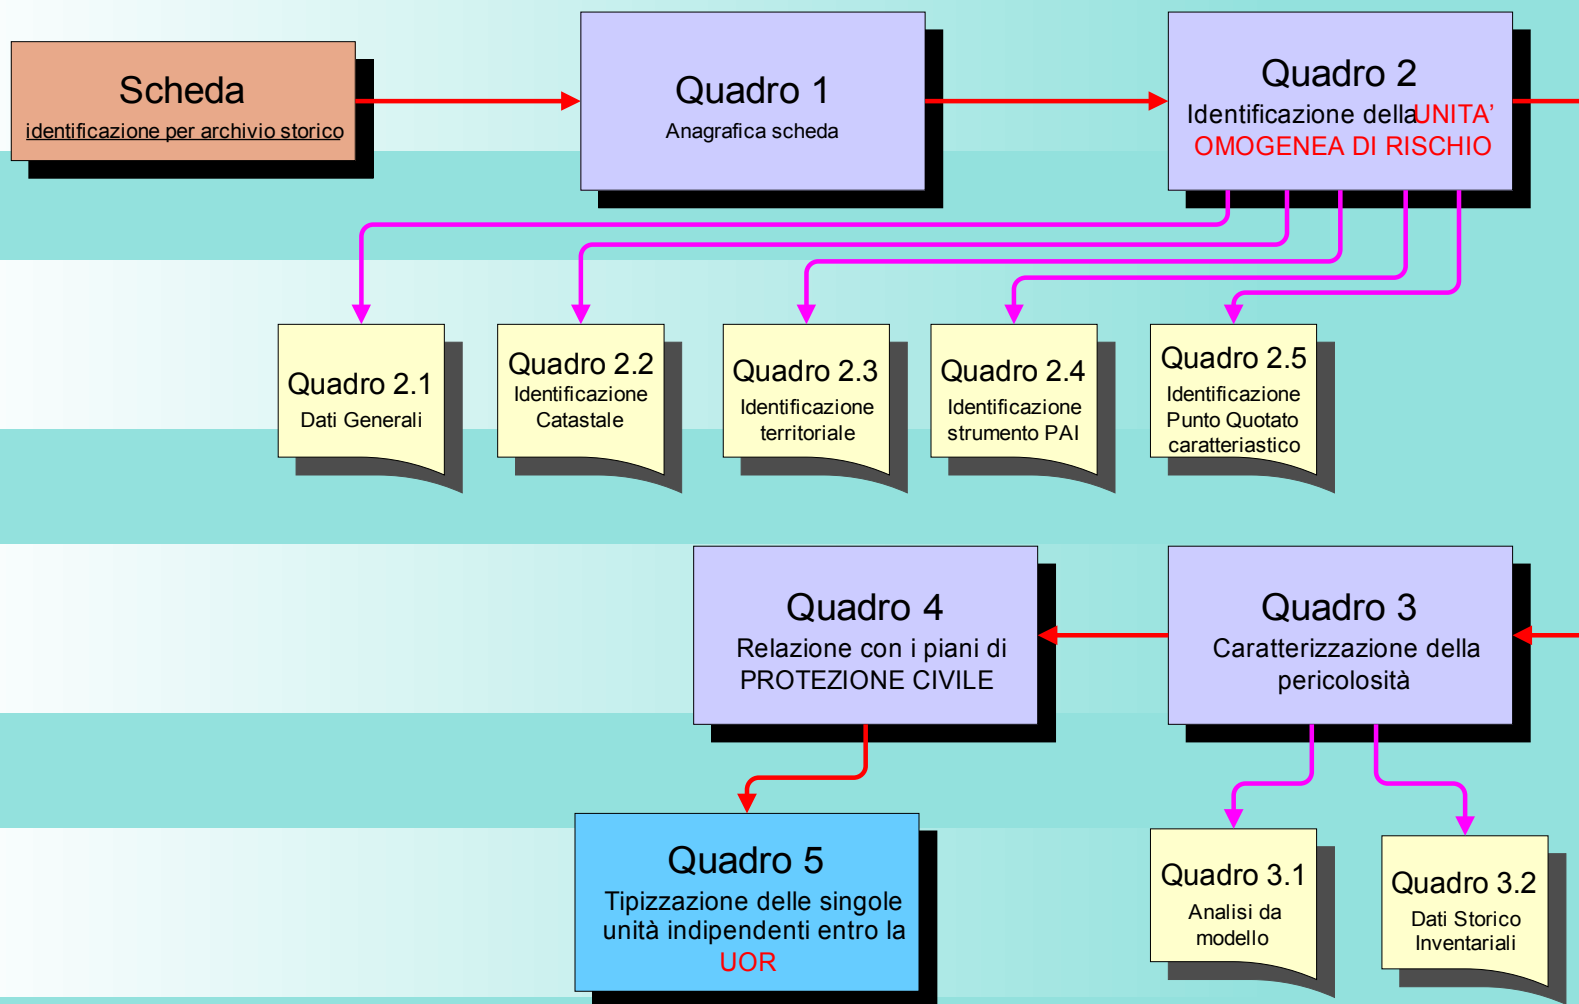 Scheda
identificazione per archivio storico
Quadro 1
Anagrafica scheda
Quadro 2
Identificazione della UNITA’
OMOGENEA DI RISCHIO
Quadro 2.1
Dati Generali
Quadro 2.2
Identificazione
Catastale
Quadro 2.3
Identificazione
territoriale
Quadro 2.4
Identificazione
strumento PAI
Quadro 2.5
Identificazione
Punto Quotato
caratteriastico
Quadro 4
Relazione con i piani di
PROTEZIONE CIVILE
Quadro 3
Caratterizzazione della
pericolosità
Quadro 5
Tipizzazione delle singole
unità indipendenti entro la
UOR
Quadro 3.1
Analisi da
modello
Quadro 3.2
Dati Storico
Inventariali